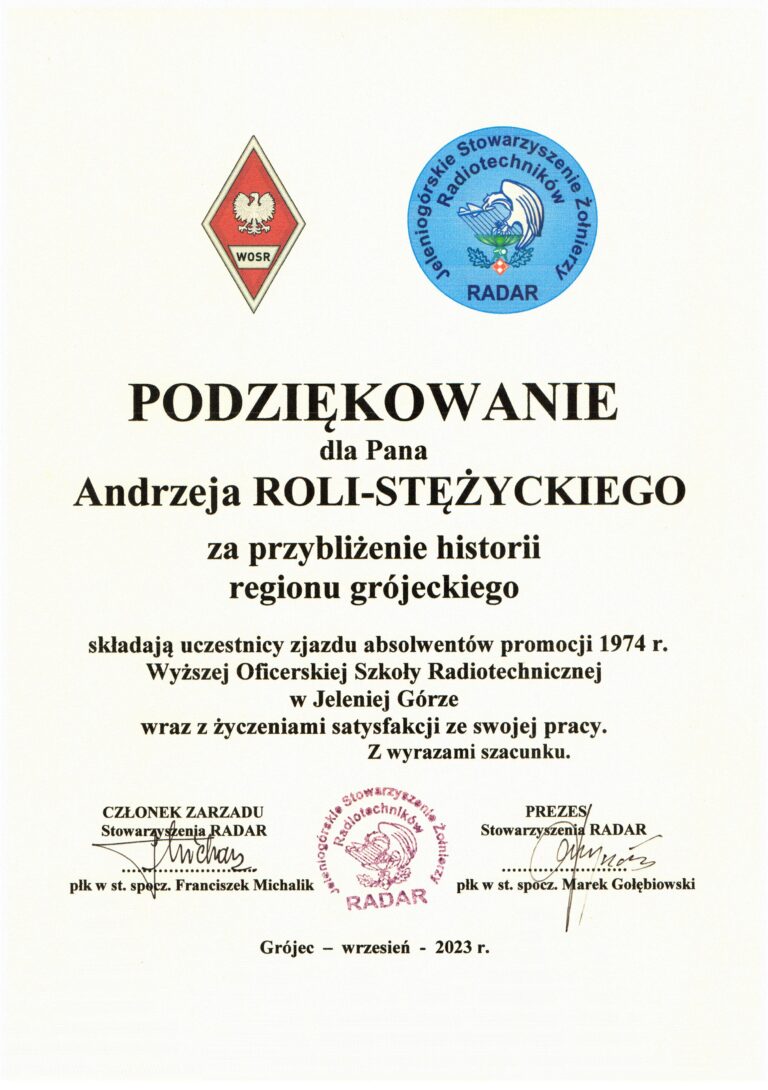 WOSR
Jeleniogórskie Stowarzyszenie Żołnierzy
Radiotechników
RADAR
PODZIĘKOWANIE
dla Pana
Andrzeja ROLI-STĘŻYCKIEGO
za przybliżenie historii
regionu grójeckiego
składają uczestnicy zjazdu absolwentów promocji 1974 r.
Wyższej Oficerskiej Szkoły Radiotechnicznej
w Jeleniej Górze
wraz z życzeniami satysfakcji ze swojej pracy.
Z wyrazami szacunku.
CZŁONEK ZARZADU
Stowarzyszenia RADAR
płk w st. spocz. Franciszek Michalik
Jeleniogórskie Stowarzyszenie Żołnierzy
Radiotechników
RADAR
PREZES
Stowarzyszenia RADAR
płk w st. spocz. Marek Gołębiowski
Grójec – wrzesień - 2023 r.